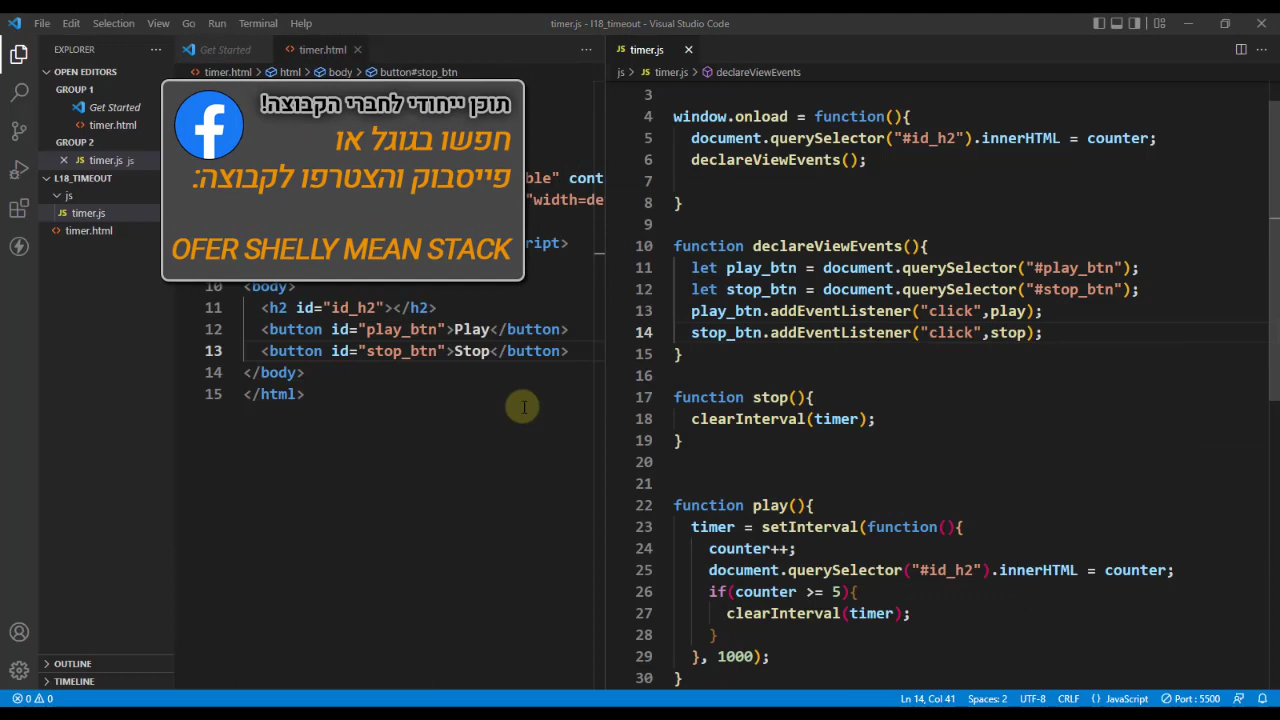 File Edit Selection View Go Run Terminal Help
timer.js - l18_timeout - Visual Studio Code
EXPLORER
OPEN EDITORS
GROUP 1
Get Started
timer.html
GROUP 2
timer.js
L18_TIMEOUT
js
timer.js
timer.html
OUTLINE
TIMELINE
Get Started
timer.html
timer.html html body button#stop_btn
תוכן ייחודי לחברי הקבוצה!
חפשו בגוגל או
פייסבוק והצטרפו לקבוצה:
OFER SHELLY MEAN STACK
ble" cont
"width=de
ript>
10 <body>
11 <h2 id="id_h2"></h2>
12 <button id="play_btn">Play</button>
13 <button id="stop_btn">Stop</button>
14 </body>
15 </html>
timer.js
js timer.js declareViewEvents
3
4 window.onload = function(){
5 document.querySelector("#id_h2").innerHTML = counter;
6 declareViewEvents();
7
8 }
9
10 function declareViewEvents(){
11 let play_btn = document.querySelector("#play_btn");
12 let stop_btn = document.querySelector("#stop_btn");
13 play_btn.addEventListener("click",play);
14 stop_btn.addEventListener("click",stop);
15 }
16
17 function stop(){
18 clearInterval(timer);
19 }
20
21
22 function play(){
23 timer = setInterval(function(){
24 counter++;
25 document.querySelector("#id_h2").innerHTML = counter;
26 if(counter >= 5){
27 clearInterval(timer);
28 }
29 }, 1000);
30 }
0 0
Ln 14, Col 41 Spaces: 2 UTF-8 CRLF {} JavaScript Port : 5500